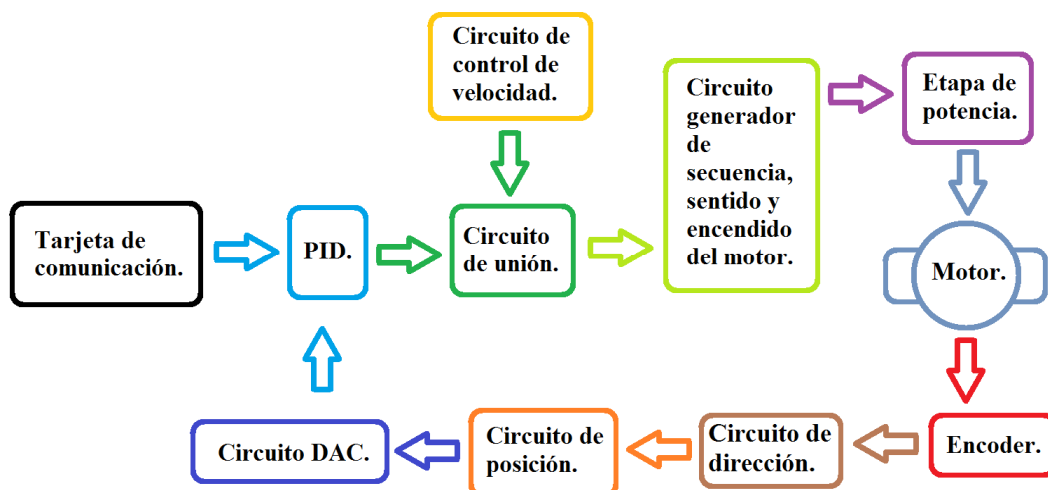 Circuito de
control de
velocidad.
Circuito
generador
de
secuencia,
sentido y
encendido
del motor.
Etapa de
potencia.
Tarjeta de
comunicación.
PID.
Circuito
de unión.
Motor.
Circuito DAC.
Circuito de
posición.
Circuito de
dirección.
Encoder.